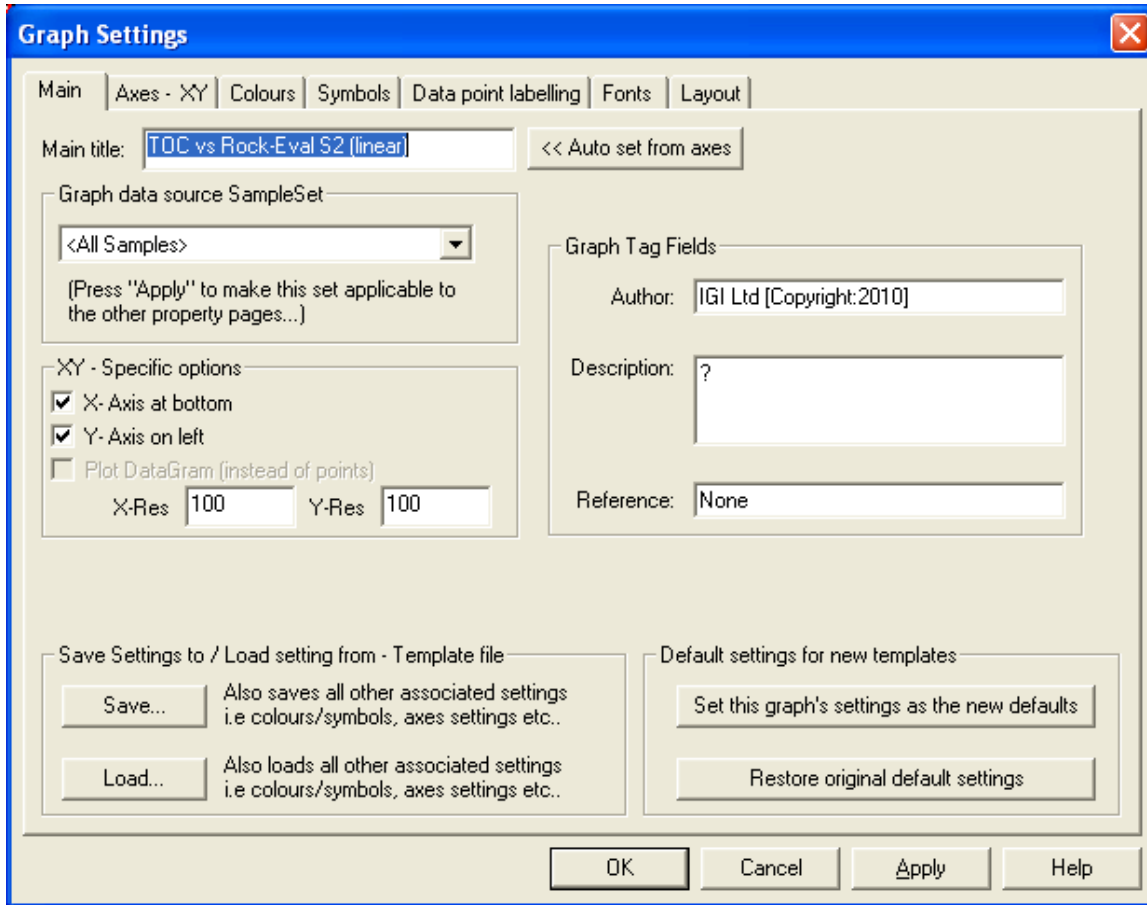 Graph Settings
Main
Axes - XY
Colours
Symbols
Data point labelling
Fonts
Layout
Main title:
TOC vs Rock-Eval S2 (linear)
<< Auto set from axes
Graph data source SampleSet
<All Samples>
(Press "Apply" to make this set applicable to
the other property pages...)
XY - Specific options
X- Axis at bottom
Y- Axis on left
Plot DataGram (instead of points)
X-Res
100
Y-Res
100
Graph Tag Fields
Author:
IGI Ltd [Copyright:2010]
Description:
?
Reference:
None
Save Settings to / Load setting from - Template file
Save...
Also saves all other associated settings
i.e colours/symbols, axes settings etc..
Load...
Also loads all other associated settings
i.e colours/symbols, axes settings etc..
Default settings for new templates
Set this graph's settings as the new defaults
Restore original default settings
OK
Cancel
Apply
Help